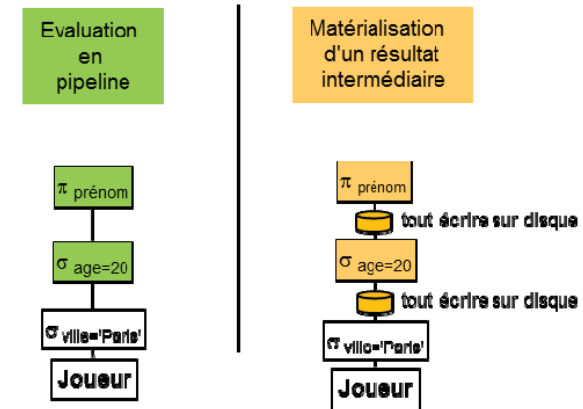 Evaluation
en
pipeline
π prénom
σ age=20
σ ville='Paris'
Joueur
Matérialisation
d'un résultat
intermédiaire
π prénom
tout écrire sur disque
σ age=20
tout écrire sur disque
σ ville='Paris'
Joueur